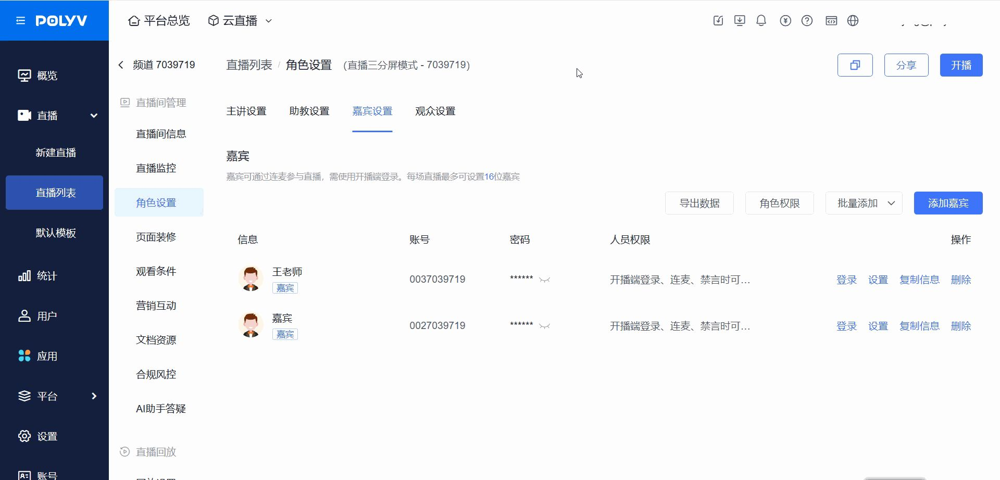 POLYV
平台总览
云直播
概览
直播
新建直播
直播列表
默认模板
统计
用户
应用
平台
设置
账号
频道 7039719
直播间管理
直播间信息
直播监控
角色设置
页面装修
观看条件
营销互动
文档资源
合规风控
AI助手答疑
直播回放
直播列表 / 角色设置 (直播三分屏模式 - 7039719)
分享
开播
主讲设置 助教设置 嘉宾设置 观众设置
嘉宾
嘉宾可通过连麦参与直播，需使用开播端登录。每场直播最多可设置16位嘉宾
导出数据 角色权限 批量添加 添加嘉宾
信息 账号 密码 人员权限 操作
王老师
嘉宾
0037039719 ****** 开播端登录、连麦、禁言时可... 登录 设置 复制信息 删除
嘉宾
嘉宾
0027039719 ****** 开播端登录、连麦、禁言时可... 登录 设置 复制信息 删除